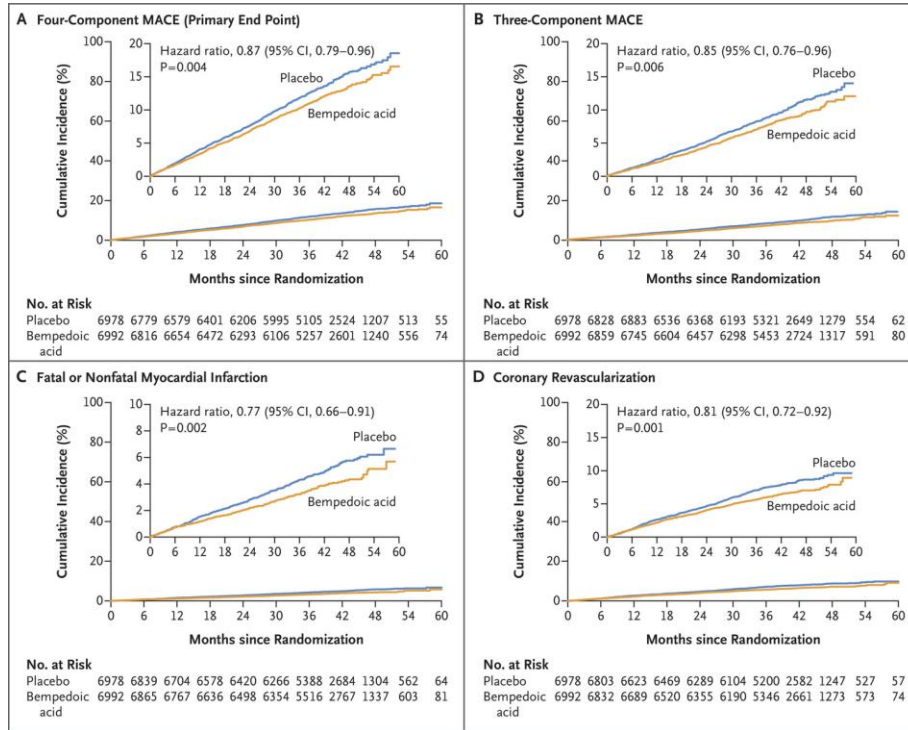 A Four-Component MACE (Primary End Point)
Cumulative Incidence (%)
100
80
60
40
20
0
20
15
10
5
0
Hazard ratio, 0.87 (95% CI, 0.79–0.96)
P=0.004
Placebo
Bempedoic acid
0 6 12 18 24 30 36 42 48 54 60
0 6 12 18 24 30 36 42 48 54 60
Months since Randomization
No. at Risk
Placebo 6978 6779 6579 6401 6206 5995 5105 2524 1207 513 55
Bempedoic 6992 6816 6654 6472 6293 6106 5257 2601 1240 556 74
acid
B Three-Component MACE
Cumulative Incidence (%)
100
80
60
40
20
0
20
15
10
5
0
Hazard ratio, 0.85 (95% CI, 0.76–0.96)
P=0.006
Placebo
Bempedoic acid
0 6 12 18 24 30 36 42 48 54 60
0 6 12 18 24 30 36 42 48 54 60
Months since Randomization
No. at Risk
Placebo 6978 6828 6883 6536 6368 6193 5321 2649 1279 554 62
Bempedoic 6992 6859 6745 6604 6457 6298 5453 2724 1317 591 80
acid
C Fatal or Nonfatal Myocardial Infarction
Cumulative Incidence (%)
100
80
60
40
20
0
10
8
6
4
2
0
Hazard ratio, 0.77 (95% CI, 0.66–0.91)
P=0.002
Placebo
Bempedoic acid
0 6 12 18 24 30 36 42 48 54 60
0 6 12 18 24 30 36 42 48 54 60
Months since Randomization
No. at Risk
Placebo 6978 6839 6704 6578 6420 6266 5388 2684 1304 562 64
Bempedoic 6992 6865 6767 6636 6498 6354 5516 2767 1337 603 81
acid
D Coronary Revascularization
Cumulative Incidence (%)
100
80
60
40
20
0
20
15
10
5
0
Hazard ratio, 0.81 (95% CI, 0.72–0.92)
P=0.001
Placebo
Bempedoic acid
0 6 12 18 24 30 36 42 48 54 60
0 6 12 18 24 30 36 42 48 54 60
Months since Randomization
No. at Risk
Placebo 6978 6803 6623 6469 6289 6104 5200 2582 1247 527 57
Bempedoic 6992 6832 6689 6520 6355 6190 5346 2661 1273 573 74
acid